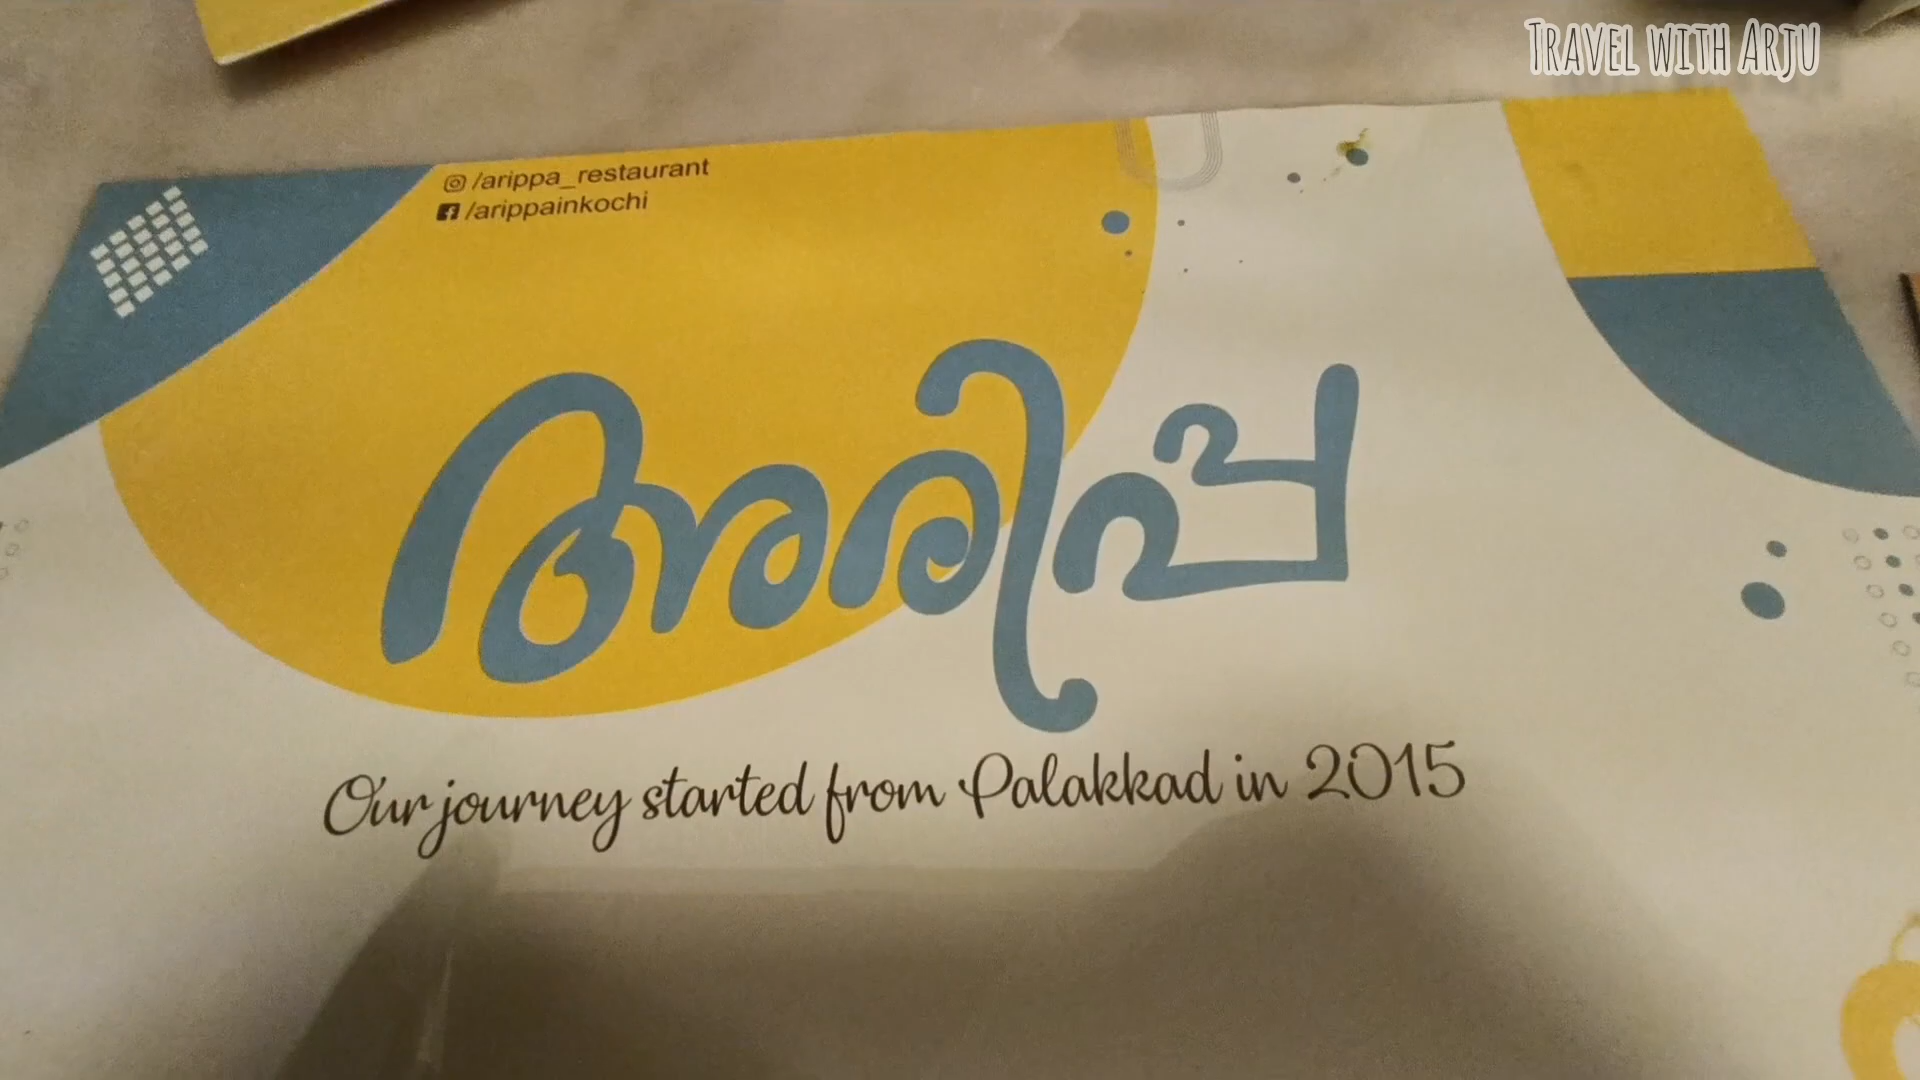 Travel with Arju
/arippa_restaurant
/arippainkochi
അരിപ്പ
Our journey started from Palakkad in 2015